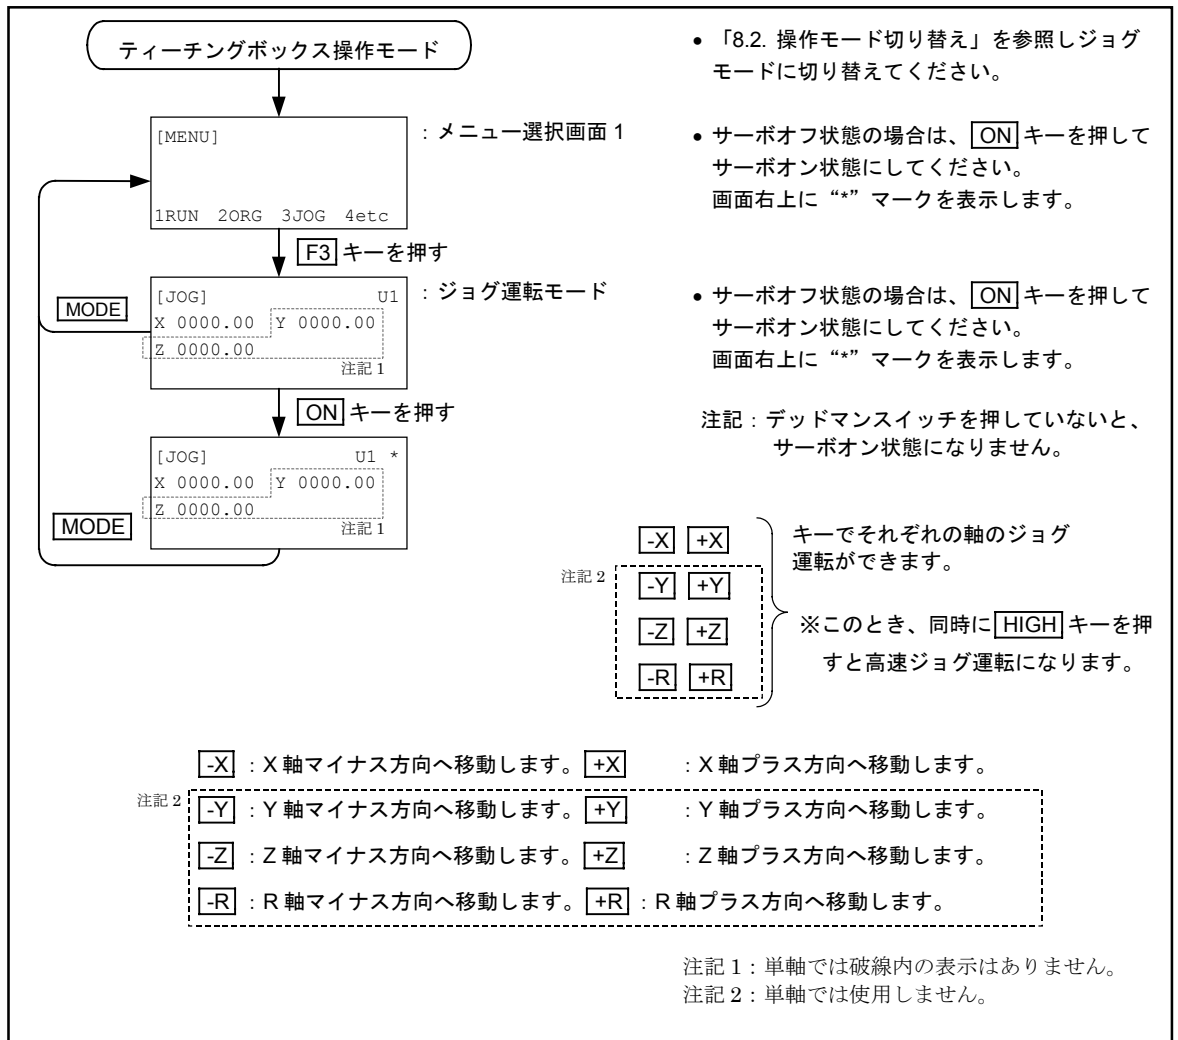 ティーチングボックス操作モード
• 「8.2. 操作モード切り替え」を参照しジョグ
モードに切り替えてください。
[MENU]
1RUN 2ORG 3JOG 4etc
：メニュー選択画面 1
• サーボオフ状態の場合は、ON キーを押して
サーボオン状態にしてください。
画面右上に “*” マークを表示します。
F3 キーを押す
MODE
[JOG] U1
X 0000.00 Y 0000.00
Z 0000.00
注記 1
：ジョグ運転モード
• サーボオフ状態の場合は、ON キーを押して
サーボオン状態にしてください。
画面右上に “*” マークを表示します。
ON キーを押す
注記：デッドマンスイッチを押していないと、
サーボオン状態になりません。
[JOG] U1 *
X 0000.00 Y 0000.00
Z 0000.00
注記 1
MODE
-X +X
注記 2
-Y +Y
-Z +Z
-R +R
キーでそれぞれの軸のジョグ
運転ができます。
※このとき、同時に HIGH キーを押
すと高速ジョグ運転になります。
-X ：X 軸マイナス方向へ移動します。 +X ：X 軸プラス方向へ移動します。
注記 2
-Y ：Y 軸マイナス方向へ移動します。 +Y ：Y 軸プラス方向へ移動します。
-Z ：Z 軸マイナス方向へ移動します。 +Z ：Z 軸プラス方向へ移動します。
-R ：R 軸マイナス方向へ移動します。 +R ：R 軸プラス方向へ移動します。
注記 1：単軸では破線内の表示はありません。
注記 2：単軸では使用しません。